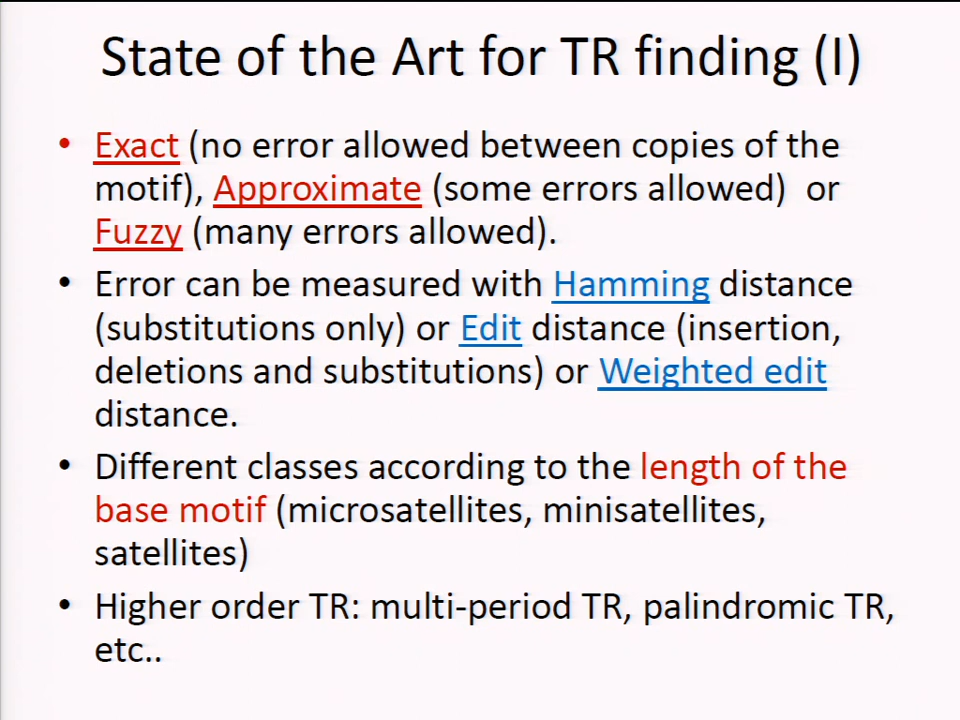 State of the Art for TR finding (I)
• Exact (no error allowed between copies of the
motif), Approximate (some errors allowed) or
Fuzzy (many errors allowed).
• Error can be measured with Hamming distance
(substitutions only) or Edit distance (insertion,
deletions and substitutions) or Weighted edit
distance.
• Different classes according to the length of the
base motif (microsatellites, minisatellites,
satellites)
• Higher order TR: multi-period TR, palindromic TR,
etc..